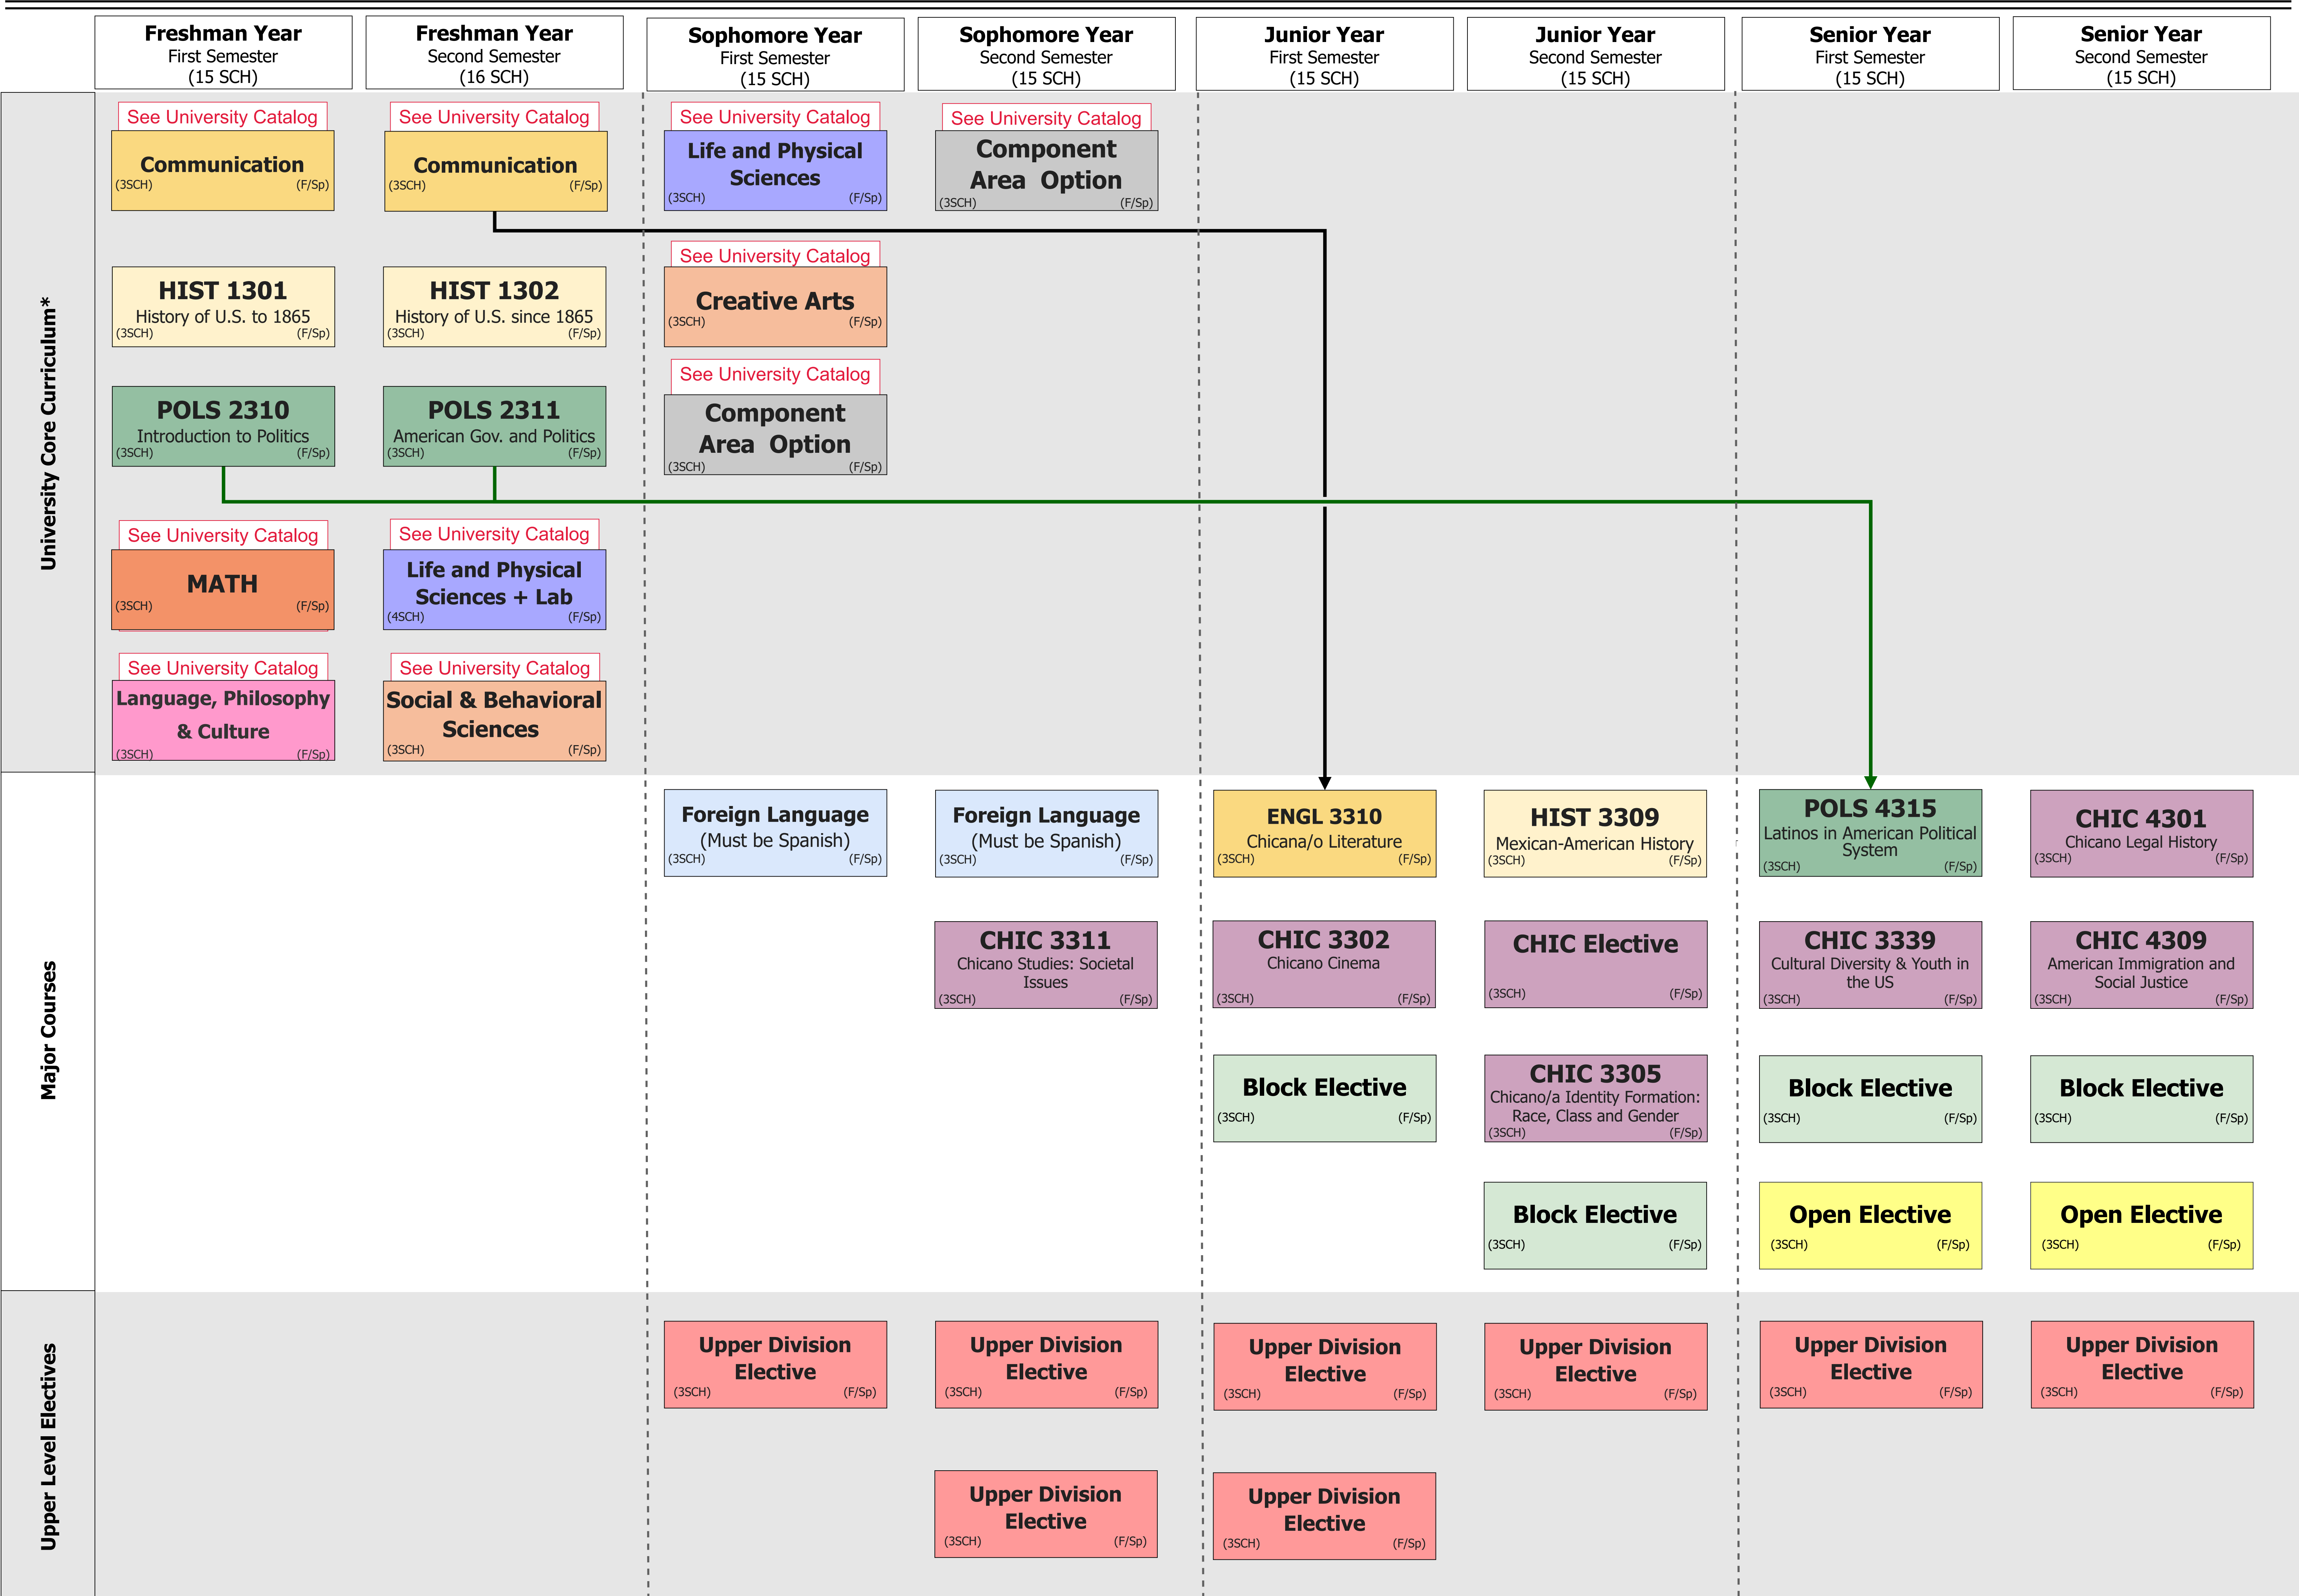 Freshman Year
First Semester
(15 SCH)
Freshman Year
Second Semester
(16 SCH)
Sophomore Year
First Semester
(15 SCH)
Sophomore Year
Second Semester
(15 SCH)
Junior Year
First Semester
(15 SCH)
Junior Year
Second Semester
(15 SCH)
Senior Year
First Semester
(15 SCH)
Senior Year
Second Semester
(15 SCH)
University Core Curriculum*
See University Catalog
Communication
(3SCH) (F/Sp)
See University Catalog
Communication
(3SCH) (F/Sp)
See University Catalog
Life and Physical
Sciences
(3SCH) (F/Sp)
See University Catalog
Component
Area Option
(3SCH) (F/Sp)
HIST 1301
History of U.S. to 1865
(3SCH) (F/Sp)
HIST 1302
History of U.S. since 1865
(3SCH) (F/Sp)
See University Catalog
Creative Arts
(3SCH) (F/Sp)
POLS 2310
Introduction to Politics
(3SCH) (F/Sp)
POLS 2311
American Gov. and Politics
(3SCH) (F/Sp)
See University Catalog
Component
Area Option
(3SCH) (F/Sp)
See University Catalog
MATH
(3SCH) (F/Sp)
See University Catalog
Life and Physical
Sciences + Lab
(4SCH) (F/Sp)
See University Catalog
Language, Philosophy
& Culture
(3SCH) (F/Sp)
See University Catalog
Social & Behavioral
Sciences
(3SCH) (F/Sp)
Major Courses
Foreign Language
(Must be Spanish)
(3SCH) (F/Sp)
Foreign Language
(Must be Spanish)
(3SCH) (F/Sp)
ENGL 3310
Chicana/o Literature
(3SCH) (F/Sp)
HIST 3309
Mexican-American History
(3SCH) (F/Sp)
POLS 4315
Latinos in American Political
System
(3SCH) (F/Sp)
CHIC 4301
Chicano Legal History
(3SCH) (F/Sp)
CHIC 3311
Chicano Studies: Societal
Issues
(3SCH) (F/Sp)
CHIC 3302
Chicano Cinema
(3SCH) (F/Sp)
CHIC Elective
(3SCH) (F/Sp)
CHIC 3339
Cultural Diversity & Youth in
the US
(3SCH) (F/Sp)
CHIC 4309
American Immigration and
Social Justice
(3SCH) (F/Sp)
Block Elective
(3SCH) (F/Sp)
CHIC 3305
Chicano/a Identity Formation:
Race, Class and Gender
(3SCH) (F/Sp)
Block Elective
(3SCH) (F/Sp)
Block Elective
(3SCH) (F/Sp)
Block Elective
(3SCH) (F/Sp)
Open Elective
(3SCH) (F/Sp)
Open Elective
(3SCH) (F/Sp)
Upper Level Electives
Upper Division
Elective
(3SCH) (F/Sp)
Upper Division
Elective
(3SCH) (F/Sp)
Upper Division
Elective
(3SCH) (F/Sp)
Upper Division
Elective
(3SCH) (F/Sp)
Upper Division
Elective
(3SCH) (F/Sp)
Upper Division
Elective
(3SCH) (F/Sp)
Upper Division
Elective
(3SCH) (F/Sp)
Upper Division
Elective
(3SCH) (F/Sp)